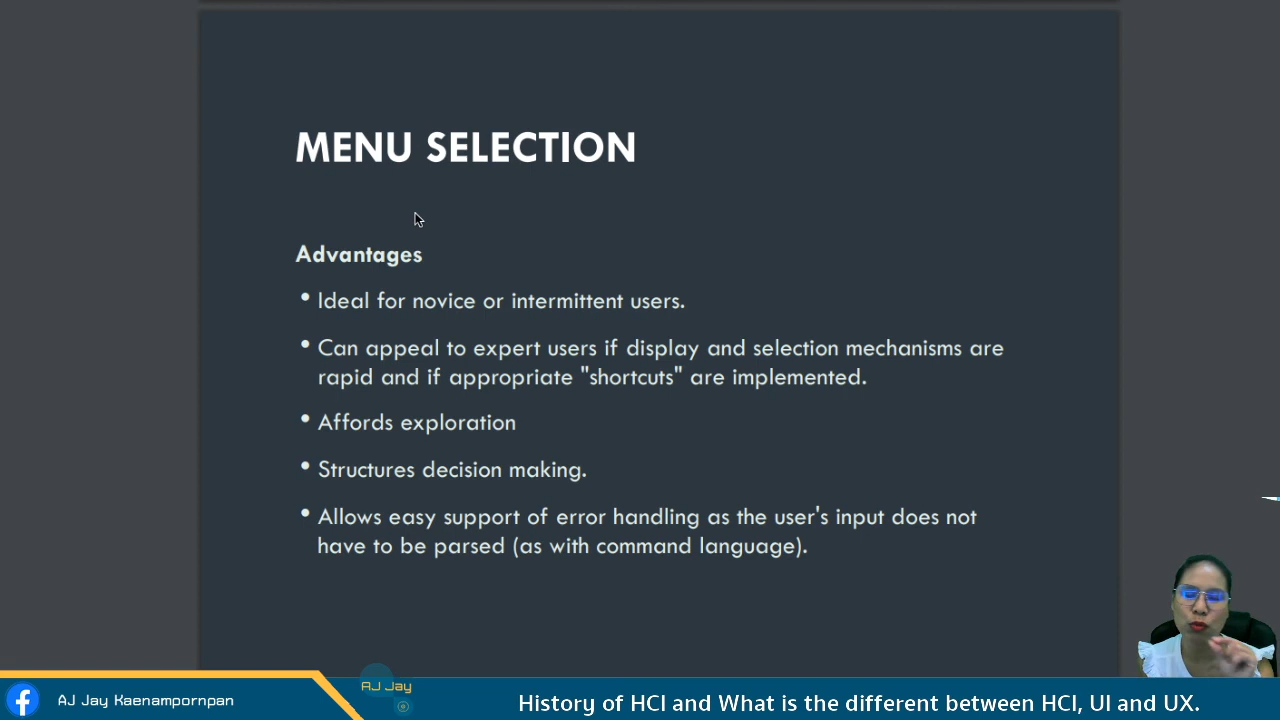 MENU SELECTION
Advantages
• Ideal for novice or intermittent users.
• Can appeal to expert users if display and selection mechanisms are
rapid and if appropriate "shortcuts" are implemented.
• Affords exploration
• Structures decision making.
• Allows easy support of error handling as the user's input does not
have to be parsed (as with command language).
AJ Jay
AJ Jay Kaenampornpan
History of HCI and What is the different between HCI, UI and UX.